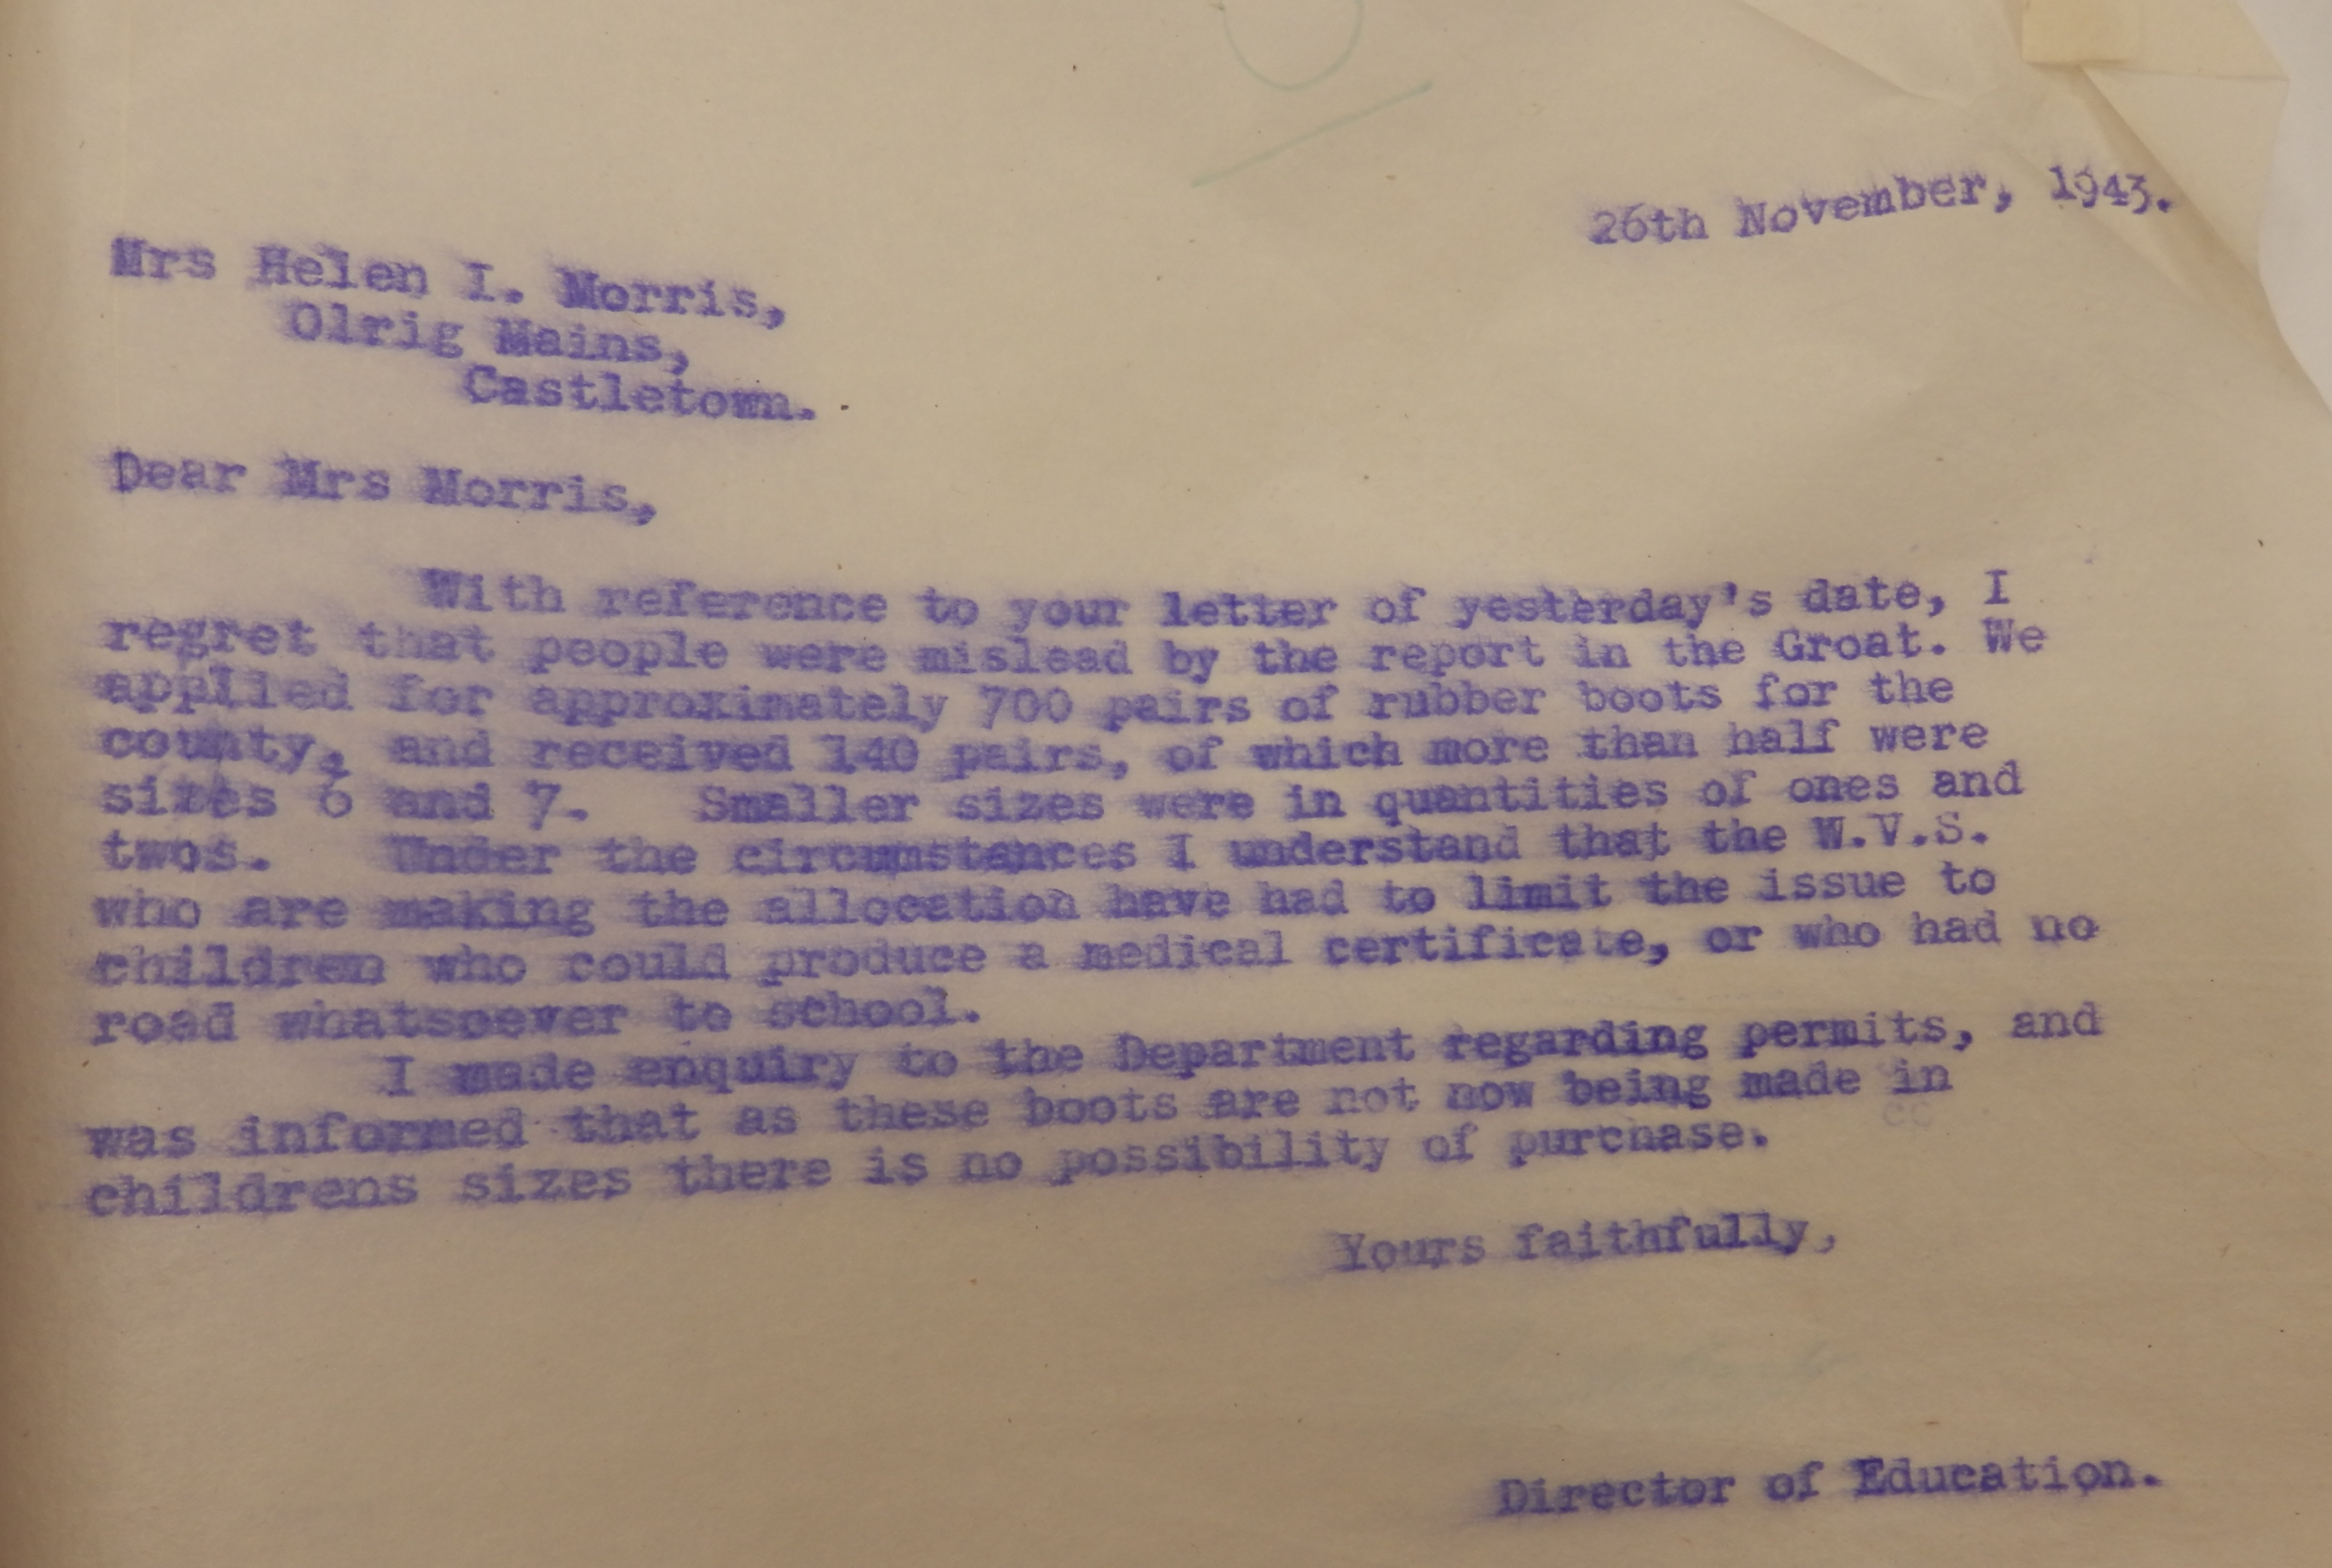 26th November, 1943.
Mrs Helen I. Morris,
Olrig Mains,
Castletown.
Dear Mrs Morris,
With reference to your letter of yesterday's date, I
regret that people were mislead by the report in the Groat. We
applied for approximately 700 pairs of rubber boots for the
county, and received 140 pairs, of which more than half were
sizes 6 and 7. Smaller sizes were in quantities of ones and
twos. Under the circumstances I understand that the W.V.S.
who are making the allocation have had to limit the issue to
children who could produce a medical certificate, or who had no
road whatsoever to school.
I made enquiry to the Department regarding permits, and
was informed that as these boots are not now being made in
childrens sizes there is no possibility of purchase.
Yours faithfully,
Director of Education.